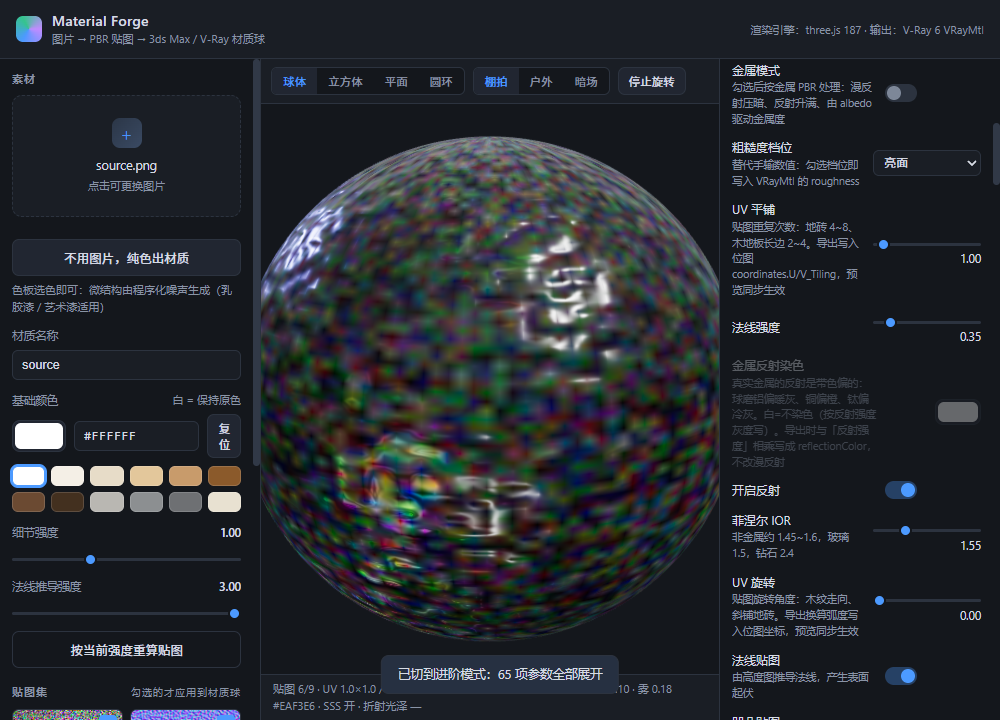 Material Forge
图片 → PBR 贴图 → 3ds Max / V-Ray 材质球
渲染引擎：three.js 187 · 输出：V-Ray 6 VRayMtl
素材
+
source.png
点击可更换图片
不用图片，纯色出材质
色板选色即可：微结构由程序化噪声生成（乳
胶漆 / 艺术漆适用）
材质名称
source
基础颜色
白 = 保持原色
#FFFFFF
复
位
细节强度
1.00
法线推导强度
3.00
按当前强度重算贴图
贴图集
勾选的才应用到材质球
球体
立方体
平面
圆环
棚拍
户外
暗场
停止旋转
已切到进阶模式：65 项参数全部展开
贴图 6/9 · UV 1.0×1.0 /
10 · 雾 0.18
#EAF3E6 · SSS 开 · 折射光泽 —
金属模式
勾选后按金属 PBR 处理：漫反
射压暗、反射升满、由 albedo
驱动金属度
粗糙度档位
替代手输数值：勾选档位即
写入 VRayMtl 的 roughness
亮面
UV 平铺
贴图重复次数：地砖 4~8、
木地板长边 2~4。导出写入
位图
coordinates.U/V_Tiling，预
览同步生效
1.00
法线强度
0.35
金属反射染色
真实金属的反射是带色偏的：
球磨铝偏暖灰、铜偏橙、钛偏
冷灰。白=不染色（按反射强度
灰度写）。导出时与「反射强
度」相乘写成 reflectionColor，
不改漫反射
开启反射
菲涅尔 IOR
非金属约 1.45~1.6，玻璃
1.5，钻石 2.4
1.55
UV 旋转
贴图旋转角度：木纹走向、
斜铺地砖。导出换算弧度写
入位图坐标，预览同步生效
0.00
法线贴图
由高度图推导法线，产生表面
起伏